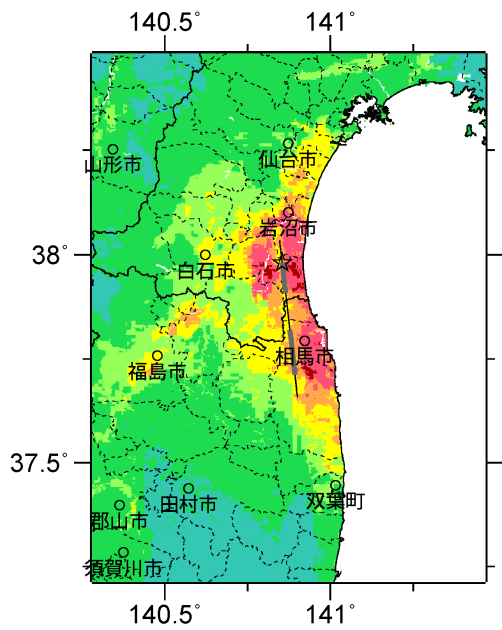 140.5° 141°
仙台市
山形市
岩沼市
38°
白石市
相馬市
福島市
37.5°
双葉町
田村市
郡山市
須賀川市
140.5° 141°